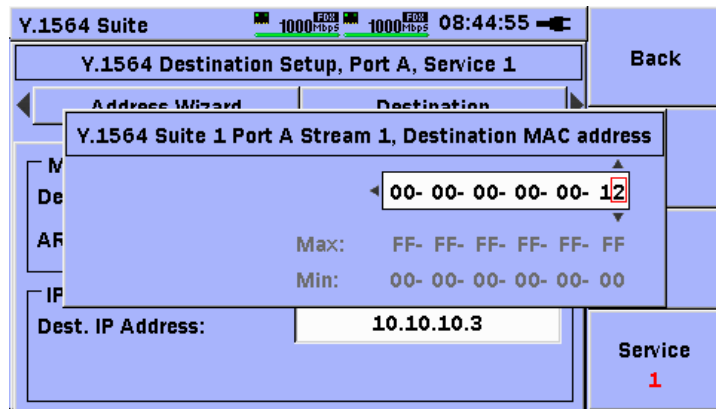 Y.1564 Suite 1000 FDX Mbps 1000 FDX Mbps 08:44:55
Back
Y.1564 Destination Setup, Port A, Service 1
Address Wizard Destination
Y.1564 Suite 1 Port A Stream 1, Destination MAC address
M
De
00- 00- 00- 00- 00- 12
AR
Max: FF- FF- FF- FF- FF- FF
Min: 00- 00- 00- 00- 00- 00
IP
Dest. IP Address: 10.10.10.3
Service
1